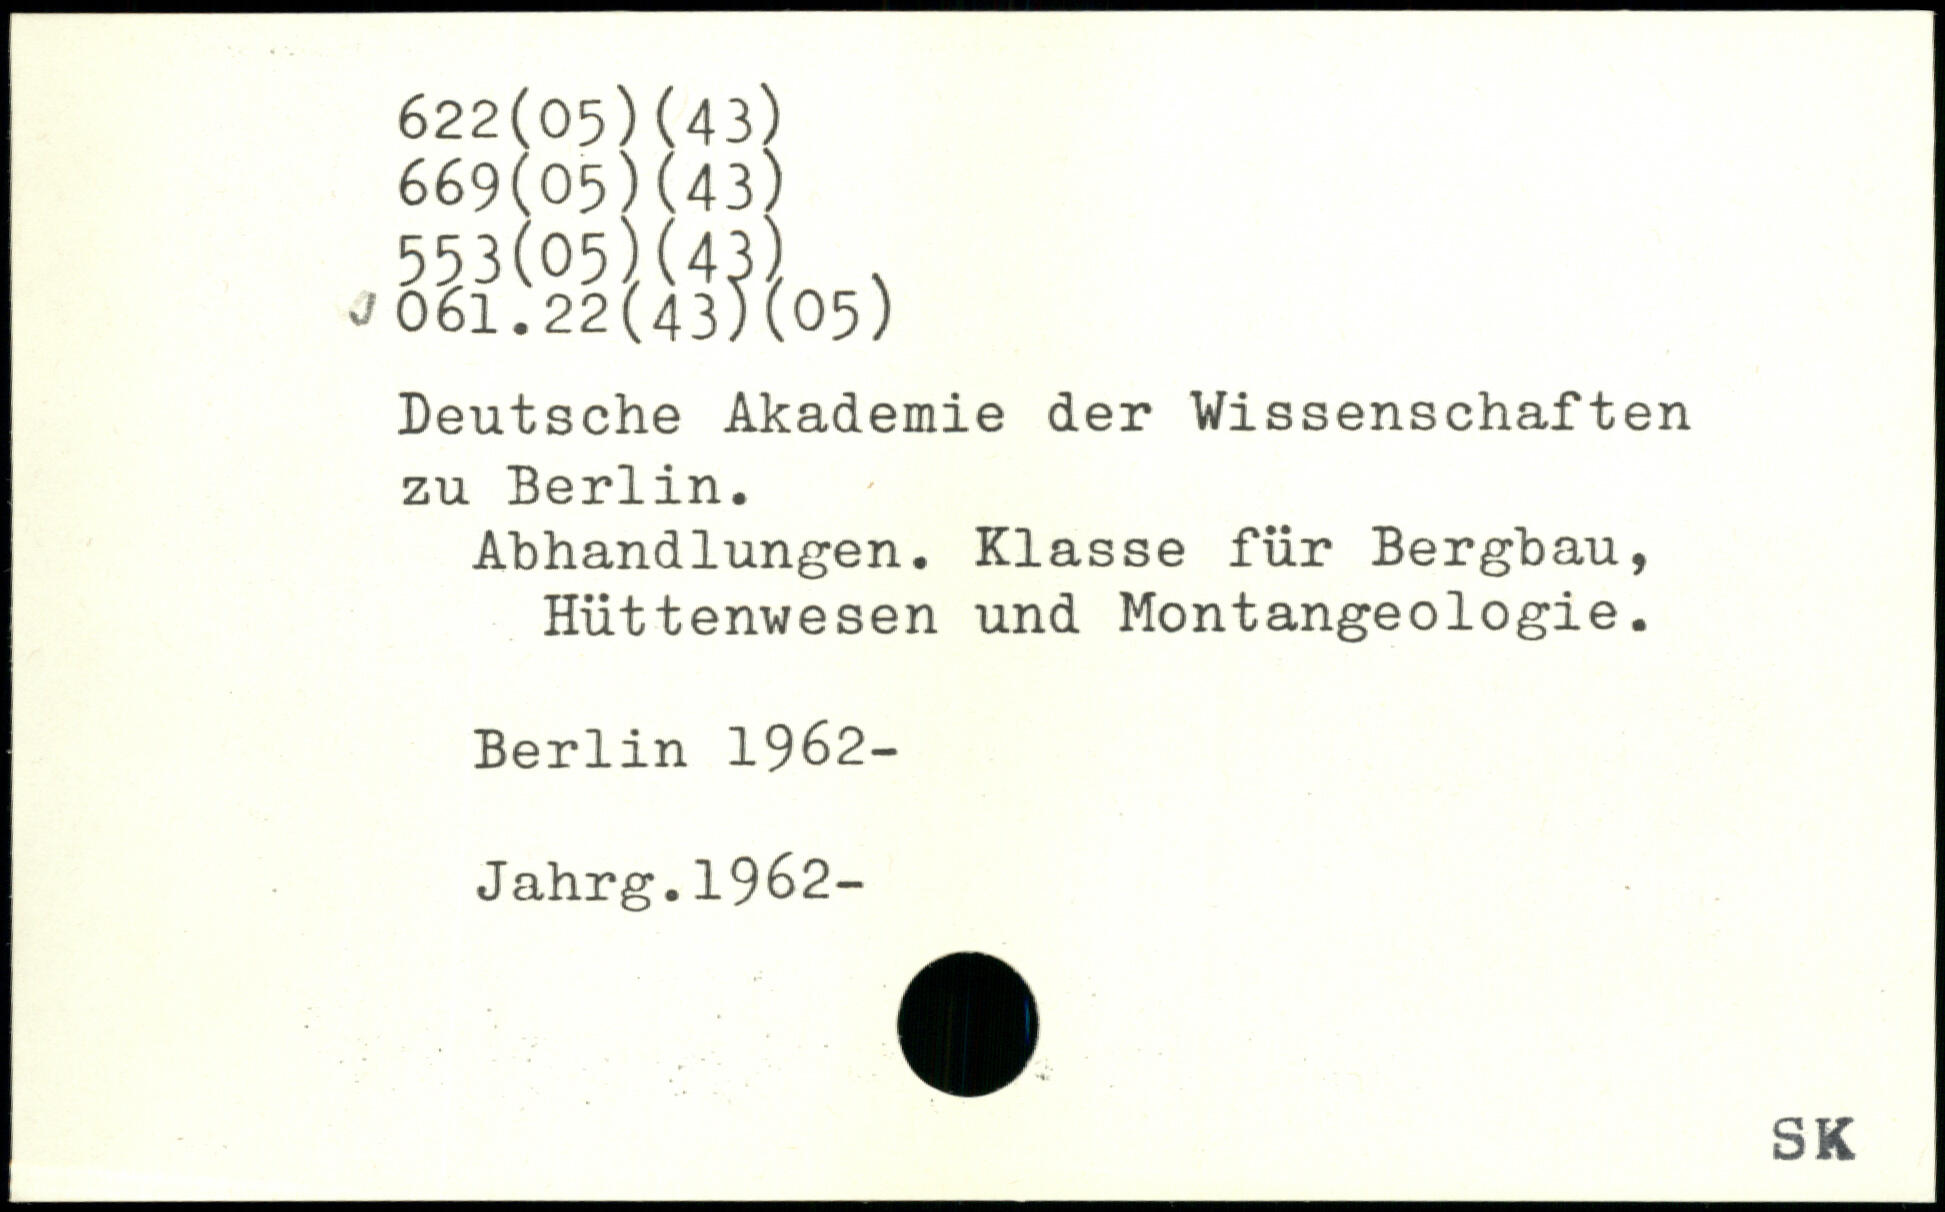 622(05)(43)
669(05)(43)
553(05)(43)
061.22(43)(05)
Deutsche Akademie der Wissenschaften
zu Berlin.
Abhandlungen. Klasse für Bergbau,
Hüttenwesen und Montangeologie.
Berlin 1962-
Jahrg.1962-
SK